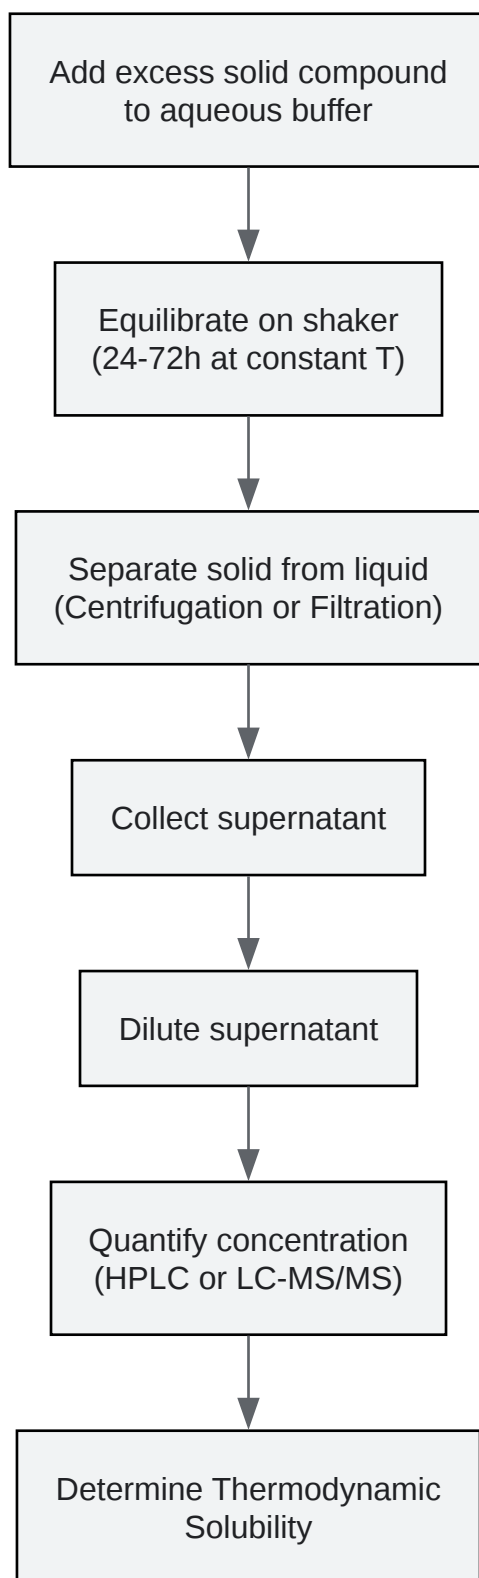 Add excess solid compound
to aqueous buffer
Equilibrate on shaker
(24-72h at constant T)
Separate solid from liquid
(Centrifugation or Filtration)
Collect supernatant
Dilute supernatant
Quantify concentration
(HPLC or LC-MS/MS)
Determine Thermodynamic
Solubility